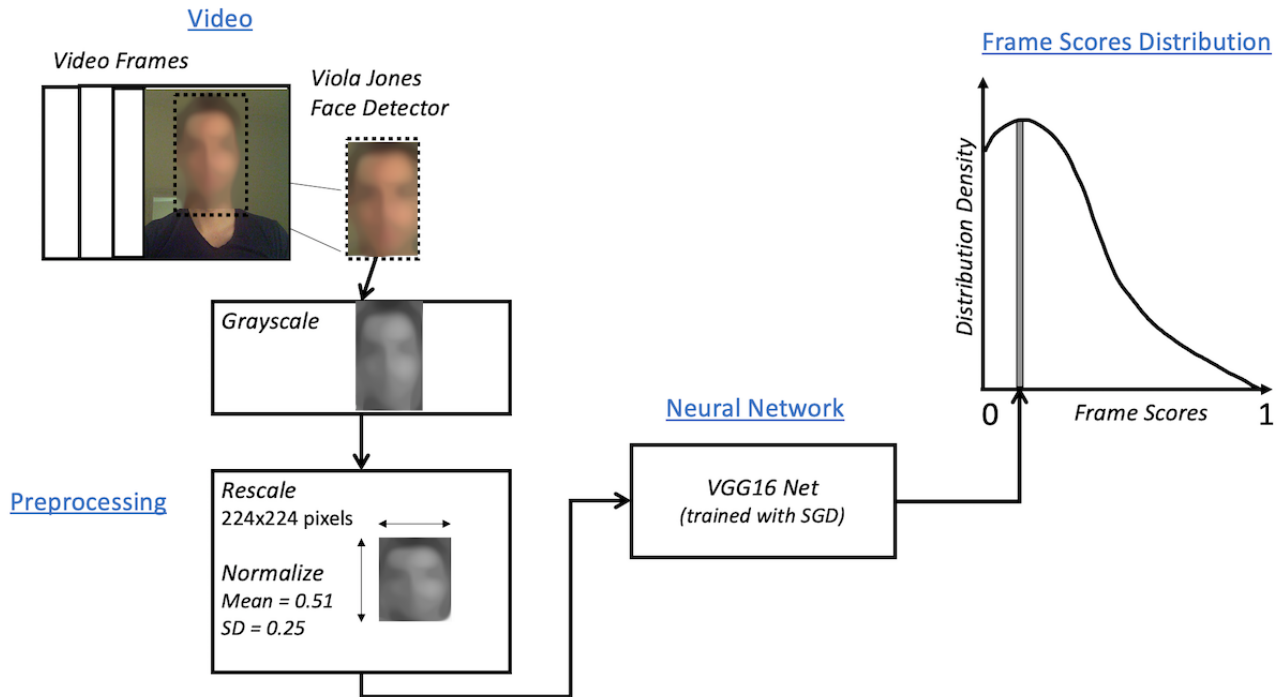 Video
Video Frames
Viola Jones
Face Detector
Grayscale
Preprocessing
Rescale
224x224 pixels
Normalize
Mean = 0.51
SD = 0.25
Neural Network
VGG16 Net
(trained with SGD)
Frame Scores Distribution
Distribution Density
0
Frame Scores
1